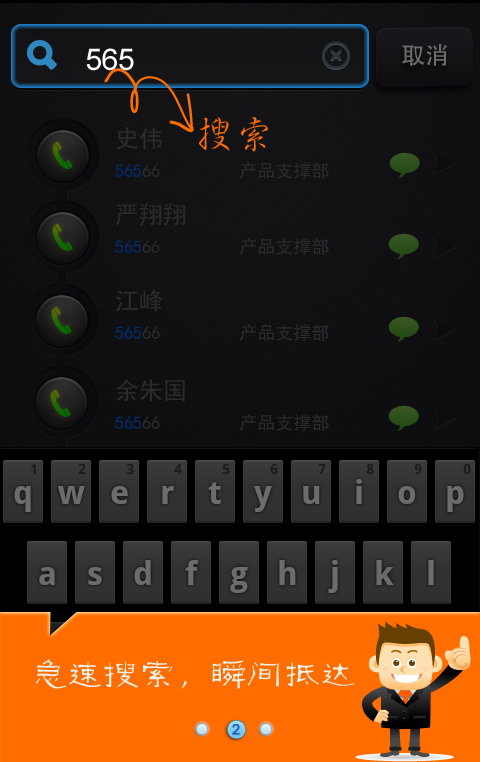 565
取消
搜索
史伟
56566 产品支撑部
严翔翔
56566 产品支撑部
江峰
56566 产品支撑部
余朱国
56566 产品支撑部
1 2 3 4 5 6 7 8 9 0
q w e r t y u i o p
a s d f g h j k l
急速搜索，瞬间抵达
2